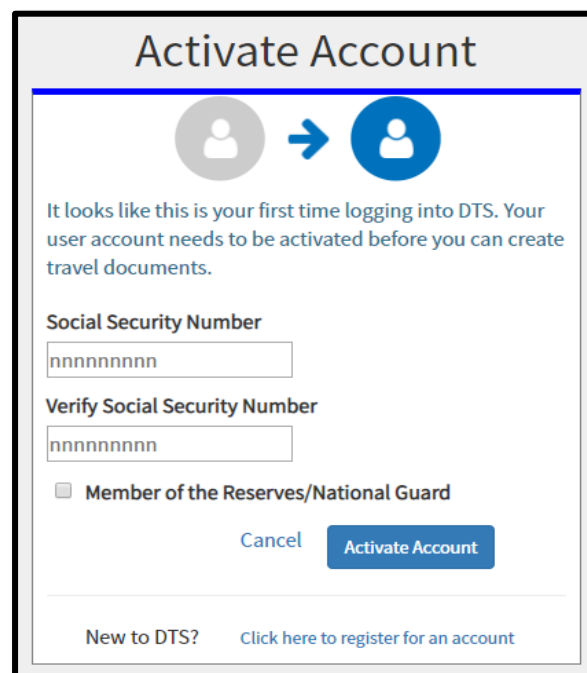 Activate Account
It looks like this is your first time logging into DTS. Your
user account needs to be activated before you can create
travel documents.
Social Security Number
nnnnnnnnn
Verify Social Security Number
nnnnnnnnn
Member of the Reserves/National Guard
Cancel Activate Account
New to DTS? Click here to register for an account